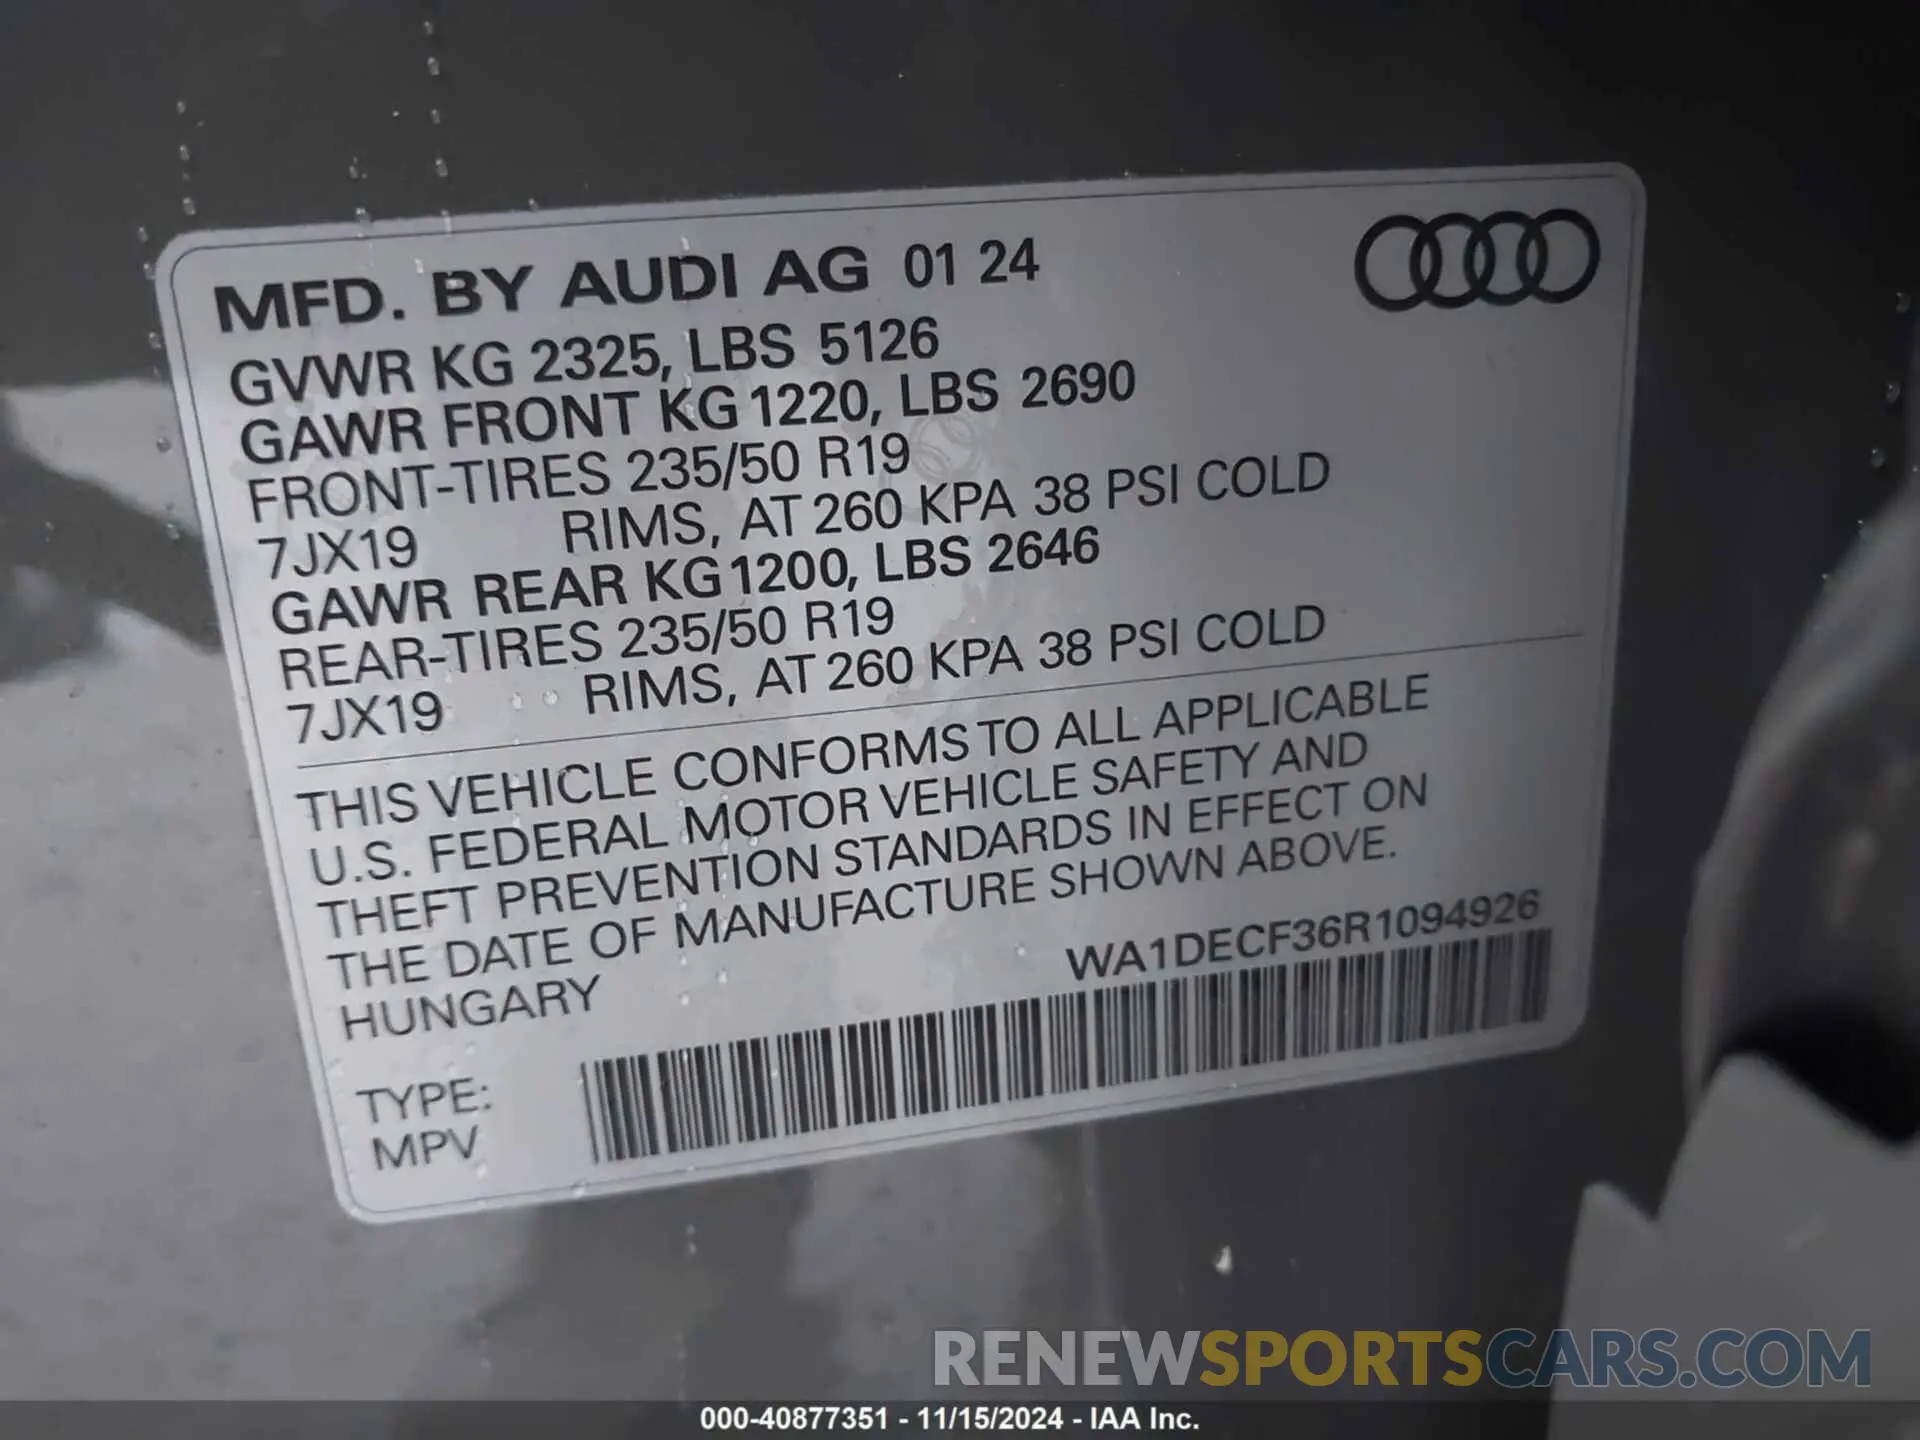 MFD. BY AUDI AG 01 24
GVWR KG 2325, LBS 5126
GAWR FRONT KG 1220, LBS 2690
FRONT-TIRES 235/50 R19
7JX19 RIMS, AT 260 KPA 38 PSI COLD
GAWR REAR KG 1200, LBS 2646
REAR-TIRES 235/50 R19
7JX19 RIMS, AT 260 KPA 38 PSI COLD
THIS VEHICLE CONFORMS TO ALL APPLICABLE
U.S. FEDERAL MOTOR VEHICLE SAFETY AND
THEFT PREVENTION STANDARDS IN EFFECT ON
THE DATE OF MANUFACTURE SHOWN ABOVE.
HUNGARY
WA1DECF36R1094926
TYPE:
MPV
RENEWSPORTSCARS.COM
000-40877351 - 11/15/2024 - IAA Inc.